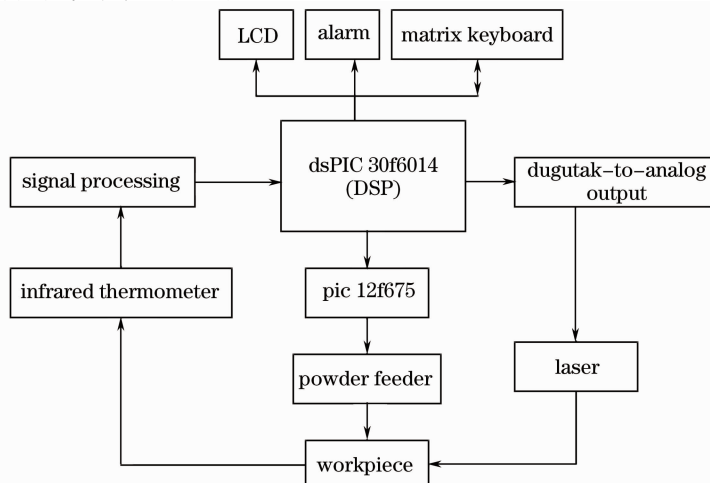 LCD
alarm
matrix keyboard
dsPIC 30f6014
(DSP)
signal processing
dugutak-to-analog
output
infrared thermometer
pic 12f675
laser
powder feeder
workpiece